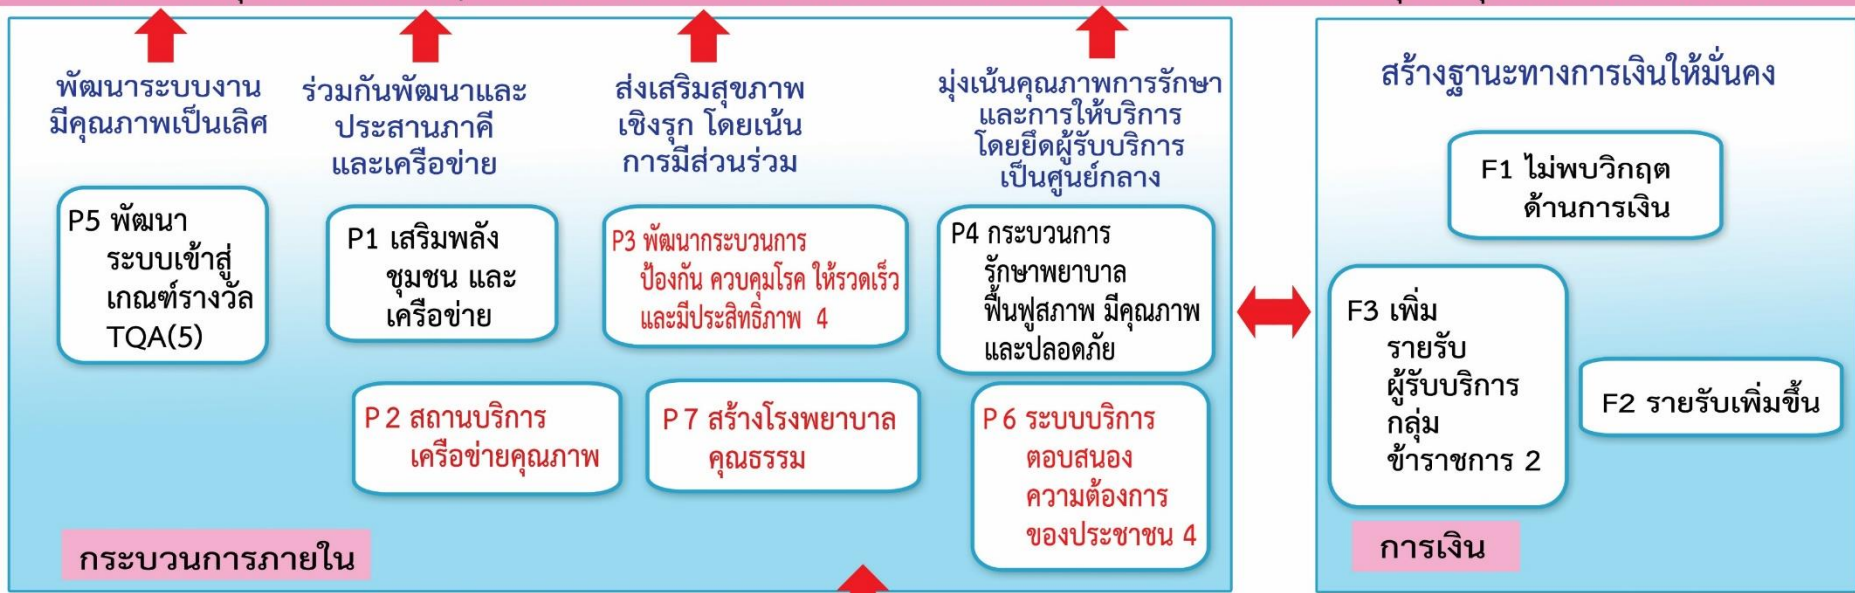 พัฒนาระบบงาน
มีคุณภาพเป็นเลิศ
P5 พัฒนา
ระบบเข้าสู่
เกณฑ์รางวัล
TQA(5)
ร่วมกันพัฒนาและ
ประสานภาคี
และเครือข่าย
P1 เสริมพลัง
ชุมชน และ
เครือข่าย
P 2 สถานบริการ
เครือข่ายคุณภาพ
ส่งเสริมสุขภาพ
เชิงรุก โดยเน้น
การมีส่วนร่วม
P3 พัฒนากระบวนการ
ป้องกัน ควบคุมโรค ให้รวดเร็ว
และมีประสิทธิภาพ 4
P 7 สร้างโรงพยาบาล
คุณธรรม
มุ่งเน้นคุณภาพการรักษา
และการให้บริการ
โดยยึดผู้รับบริการ
เป็นศูนย์กลาง
P4 กระบวนการ
รักษาพยาบาล
ฟื้นฟูสภาพ มีคุณภาพ
และปลอดภัย
P 6 ระบบบริการ
ตอบสนอง
ความต้องการ
ของประชาชน 4
กระบวนการภายใน
สร้างฐานะทางการเงินให้มั่นคง
F1 ไม่พบวิกฤต
ด้านการเงิน
F3 เพิ่ม
รายรับ
ผู้รับบริการ
กลุ่ม
ข้าราชการ 2
F2 รายรับเพิ่มขึ้น
การเงิน